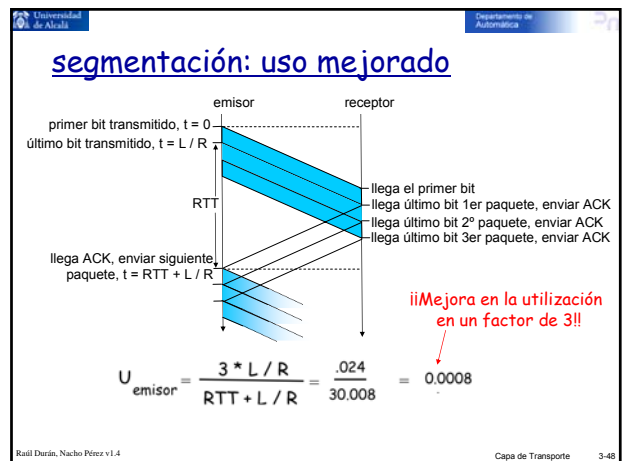 Universidad
de Alcalá
Departamento de
Automática
segmentación: uso mejorado
emisor
receptor
primer bit transmitido, t = 0
último bit transmitido, t = L / R
RTT
llega el primer bit
llega último bit 1er paquete, enviar ACK
llega último bit 2º paquete, enviar ACK
llega último bit 3er paquete, enviar ACK
llega ACK, enviar siguiente
paquete, t = RTT + L / R
¡¡Mejora en la utilización
en un factor de 3!!
U emisor = 3 * L / R / RTT + L / R = .024 / 30.008 = 0.0008
Raúl Durán, Nacho Pérez v1.4
Capa de Transporte 3-48